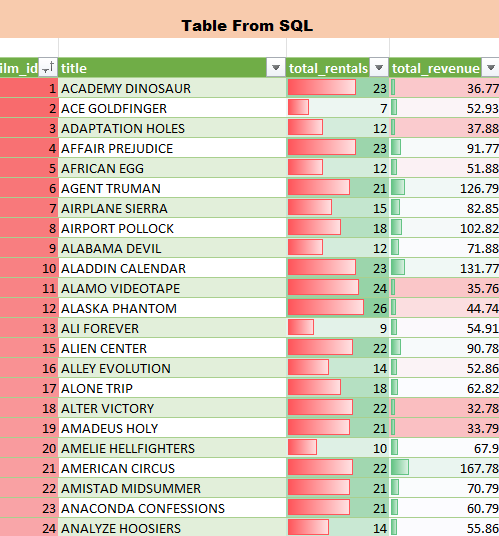 Table From SQL
ilm_id title total_rentals total_revenue
1 ACADEMY DINOSAUR 23 36.77
2 ACE GOLDFINGER 7 52.93
3 ADAPTATION HOLES 12 37.88
4 AFFAIR PREJUDICE 23 91.77
5 AFRICAN EGG 12 51.88
6 AGENT TRUMAN 21 126.79
7 AIRPLANE SIERRA 15 82.85
8 AIRPORT POLLOCK 18 102.82
9 ALABAMA DEVIL 12 71.88
10 ALADDIN CALENDAR 23 131.77
11 ALAMO VIDEOTAPE 24 35.76
12 ALASKA PHANTOM 26 44.74
13 ALI FOREVER 9 54.91
15 ALIEN CENTER 22 90.78
16 ALLEY EVOLUTION 14 52.86
17 ALONE TRIP 18 62.82
18 ALTER VICTORY 22 32.78
19 AMADEUS HOLY 21 33.79
20 AMELIE HELLFIGHTERS 10 67.9
21 AMERICAN CIRCUS 22 167.78
22 AMISTAD MIDSUMMER 21 70.79
23 ANACONDA CONFESSIONS 21 60.79
24 ANALYZE HOOSIERS 14 55.86